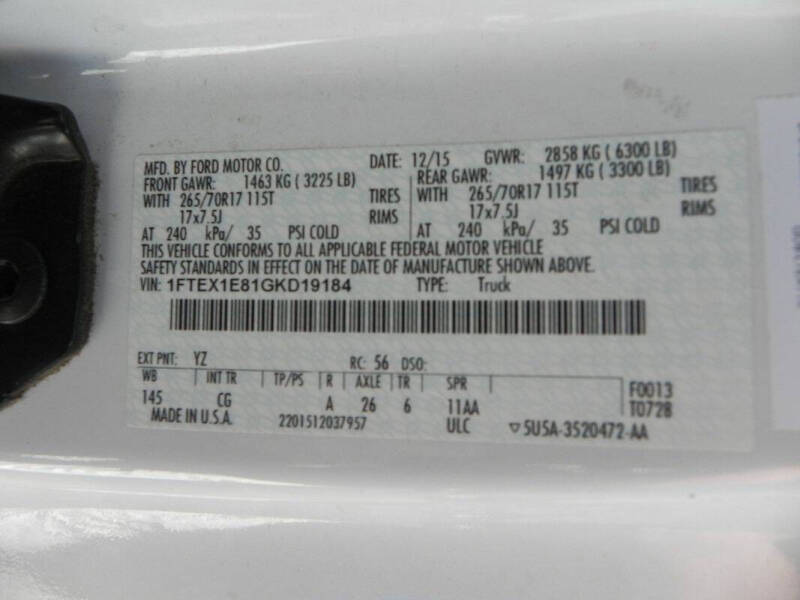 MFD. BY FORD MOTOR CO. DATE: 12/15 GVWR: 2858 KG ( 6300 LB)
FRONT GAWR: 1463 KG ( 3225 LB) REAR GAWR: 1497 KG ( 3300 LB)
WITH 265/70R17 115T TIRES WITH 265/70R17 115T TIRES
17x7.5J RIMS 17x7.5J RIMS
AT 240 kPa/ 35 PSI COLD AT 240 kPa/ 35 PSI COLD
THIS VEHICLE CONFORMS TO ALL APPLICABLE FEDERAL MOTOR VEHICLE
SAFETY STANDARDS IN EFFECT ON THE DATE OF MANUFACTURE SHOWN ABOVE.
VIN: 1FTEX1E81GKD19184 TYPE: Truck
EXT PNT: YZ RC: 56 DSO:
WB INT TR TP/PS R AXLE TR SPR F0013
145 CG A 26 6 11AA T0728
MADE IN U.S.A. 2201512037957 ULC ▽5U5A-3520472-AA